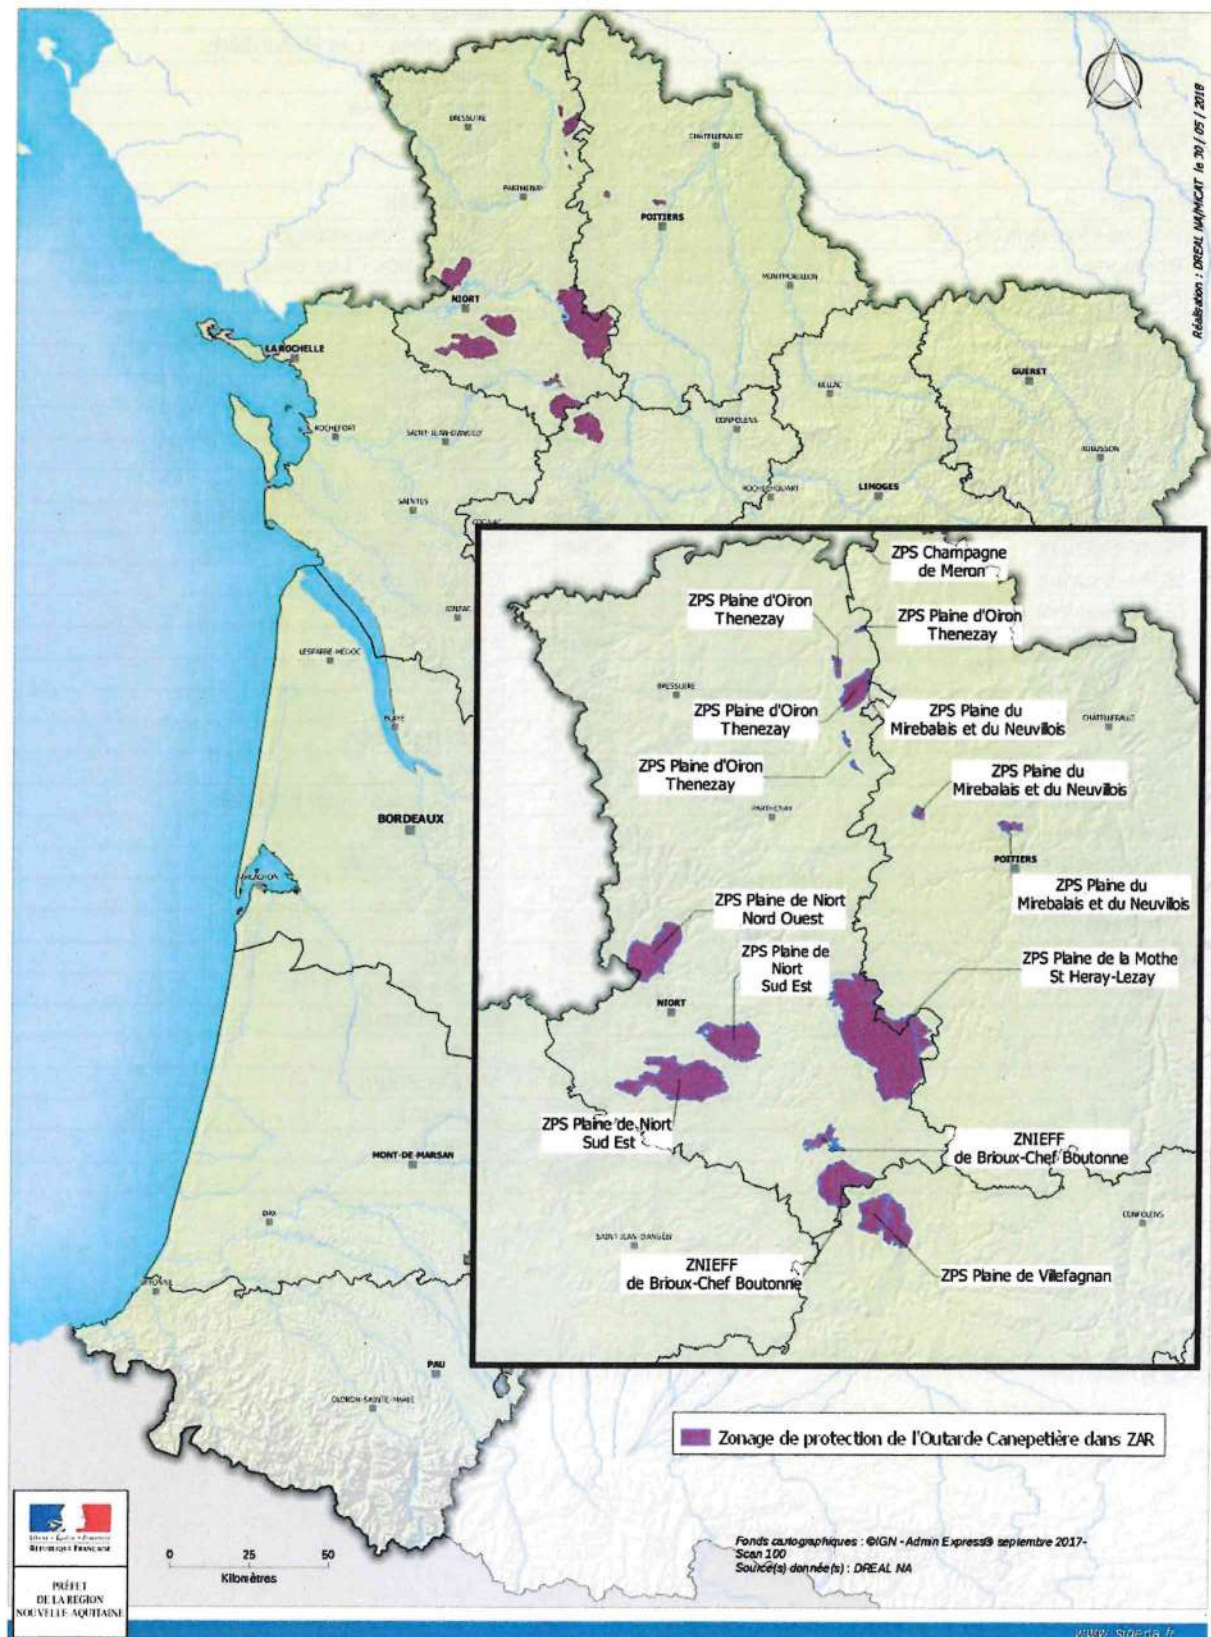 Réalisation : DREAL NA/MICAT le 30 / 05 / 2018
BRESSUIRE
CHATELLERAULT
PARTHENAY
POITIERS
MONTMORILLON
NIORT
LA ROCHELLE
GUERET
BELLAC
ROCHEFORT
SAINT-JEAN-D'ANGELY
CONFOLENS
AUBUSSON
SAINTES
ROCHECHOUART
LIMOGES
COGNAC
JONZAC
LESPARRE-MEDOC
BLAYE
BORDEAUX
ARCACHON
MONT-DE-MARSAN
DAX
BAYONNE
PAU
OLORON-SAINTE-MARIE
ZPS Champagne
de Meron
ZPS Plaine d'Oiron
Thenezay
ZPS Plaine d'Oiron
Thenezay
BRESSUIRE
ZPS Plaine d'Oiron
Thenezay
ZPS Plaine du
Mirebalais et du Neuvillois
CHATELLERAULT
ZPS Plaine d'Oiron
Thenezay
ZPS Plaine du
Mirebalais et du Neuvillois
PARTHENAY
POITIERS
ZPS Plaine du
Mirebalais et du Neuvillois
ZPS Plaine de Niort
Nord Ouest
ZPS Plaine de
Niort
Sud Est
ZPS Plaine de la Mothe
St Heray-Lezay
NIORT
ZPS Plaine de Niort
Sud Est
ZNIEFF
de Brioux-Chef Boutonne
CONFOLENS
SAINT-JEAN-D'ANGELY
ZNIEFF
de Brioux-Chef Boutonne
ZPS Plaine de Villefagnan
Zonage de protection de l'Outarde Canepetière dans ZAR
Liberté • Égalité • Fraternité
RÉPUBLIQUE FRANÇAISE
PRÉFET
DE LA RÉGION
NOUVELLE-AQUITAINE
0 25 50
Kilomètres
Fonds cartographiques : ©IGN - Admin Express® septembre 2017-
Scan 100
Source(s) donnée(s) : DREAL NA
www.sigena.fr